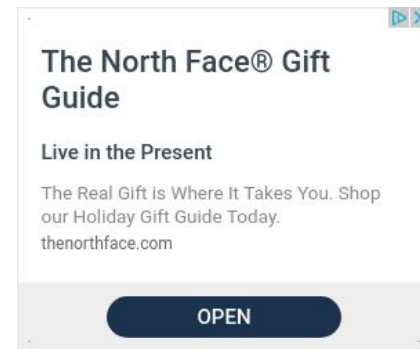 The North Face® Gift
Guide
Live in the Present
The Real Gift is Where It Takes You. Shop
our Holiday Gift Guide Today.
thenorthface.com
OPEN